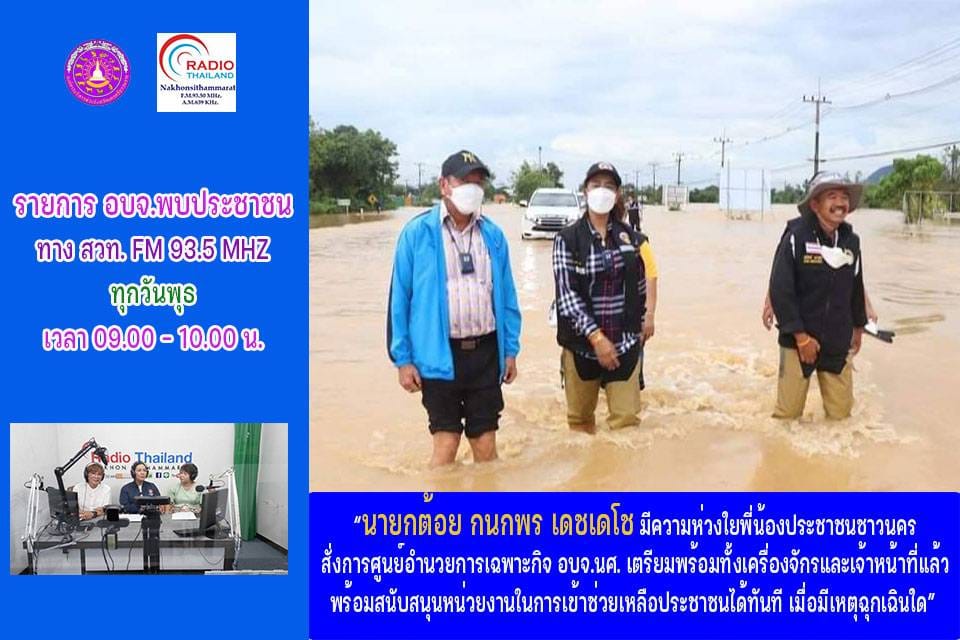 RADIO
THAILAND
Nakhonsithammarat
F.M.93.50 MHz.
A.M.639 KHz.
รายการ อบจ.พบประชาชน
ทาง สวท. FM 93.5 MHZ
ทุกวันพุธ
เวลา 09.00 - 10.00 น.
Radio Thailand
"นายกต้อย กนกพร เดชเดโช มีความห่วงใยพี่น้องประชาชนชาวนคร
สั่งการศูนย์อำนวยการเฉพาะกิจ อบจ.นศ. เตรียมพร้อมทั้งเครื่องจักรและเจ้าหน้าที่แล้ว
พร้อมสนับสนุนหน่วยงานในการเข้าช่วยเหลือประชาชนได้ทันที เมื่อมีเหตุฉุกเฉินใด"